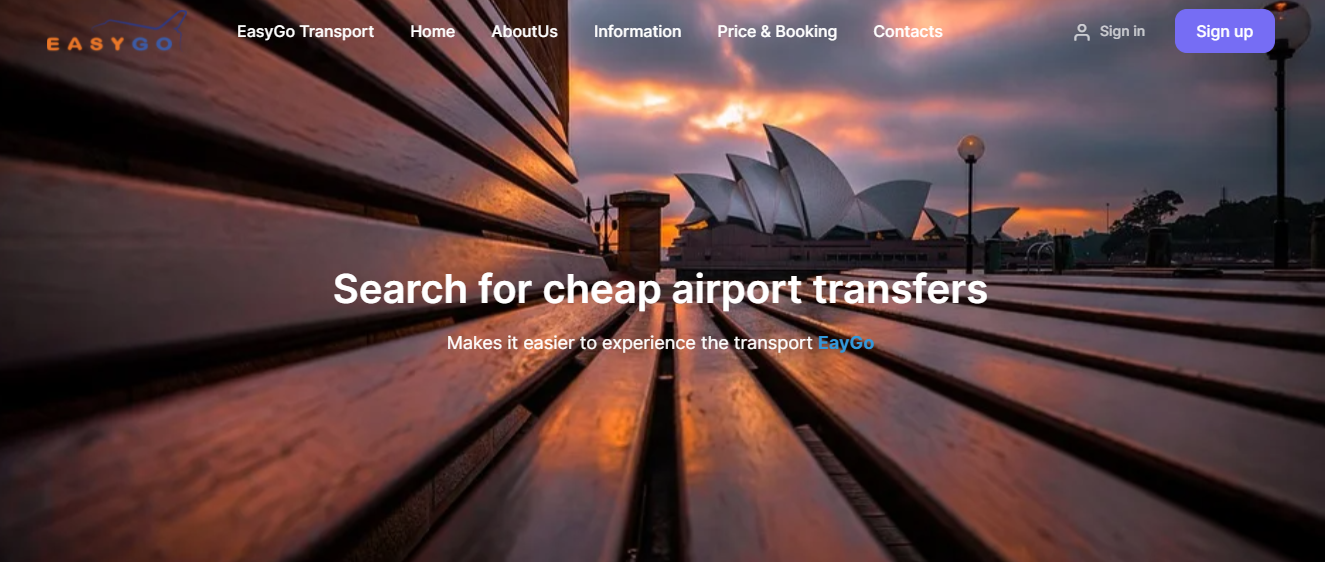 EASYGO
EasyGo Transport Home AboutUs Information Price & Booking Contacts Sign in Sign up
Search for cheap airport transfers
Makes it easier to experience the transport EayGo